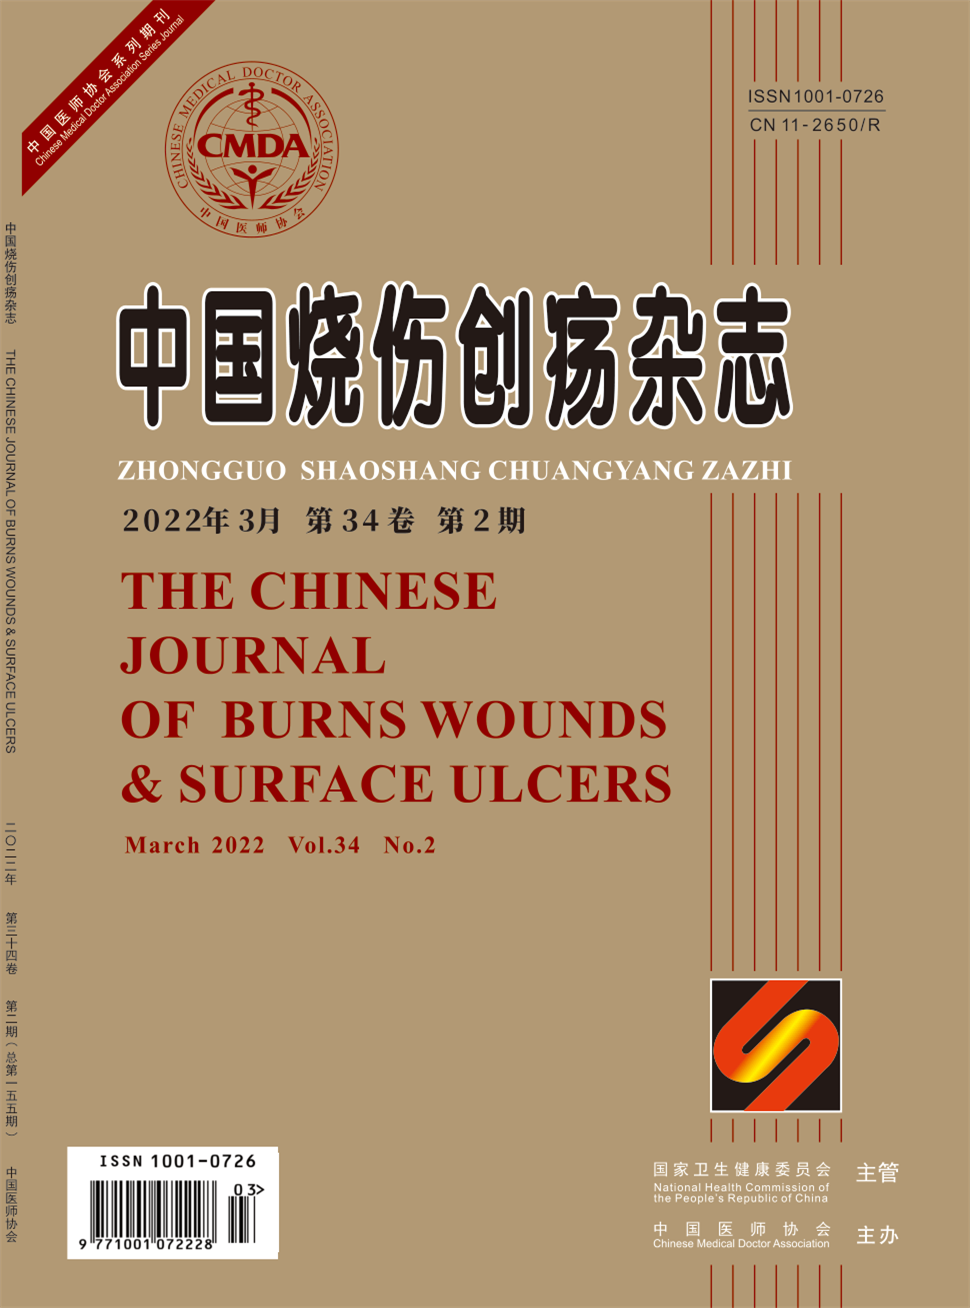 中国医师协会系列期刊
Chinese Medical Doctor Association Series Journal
CHINESE MEDICAL DOCTOR ASSOCIATION
CMDA
中国医师协会
ISSN1001-0726
CN 11-2650/R
中国烧伤创疡杂志
ZHONGGUO SHAOSHANG CHUANGYANG ZAZHI
2022年3月 第34卷 第2期
THE CHINESE
JOURNAL
OF BURNS WOUNDS
& SURFACE ULCERS
March 2022 Vol.34 No.2
中国烧伤创疡杂志 THE CHINESE JOURNAL OF BURNS WOUNDS & SURFACE ULCERS 二〇二二年 第三十四卷 第二期(总第一五五期) 中国医师协会
ISSN 1001-0726
03>
9 771001 072228
国家卫生健康委员会 主管
National Health Commission of
the People's Republic of China
中国医师协会 主办
Chinese Medical Doctor Association